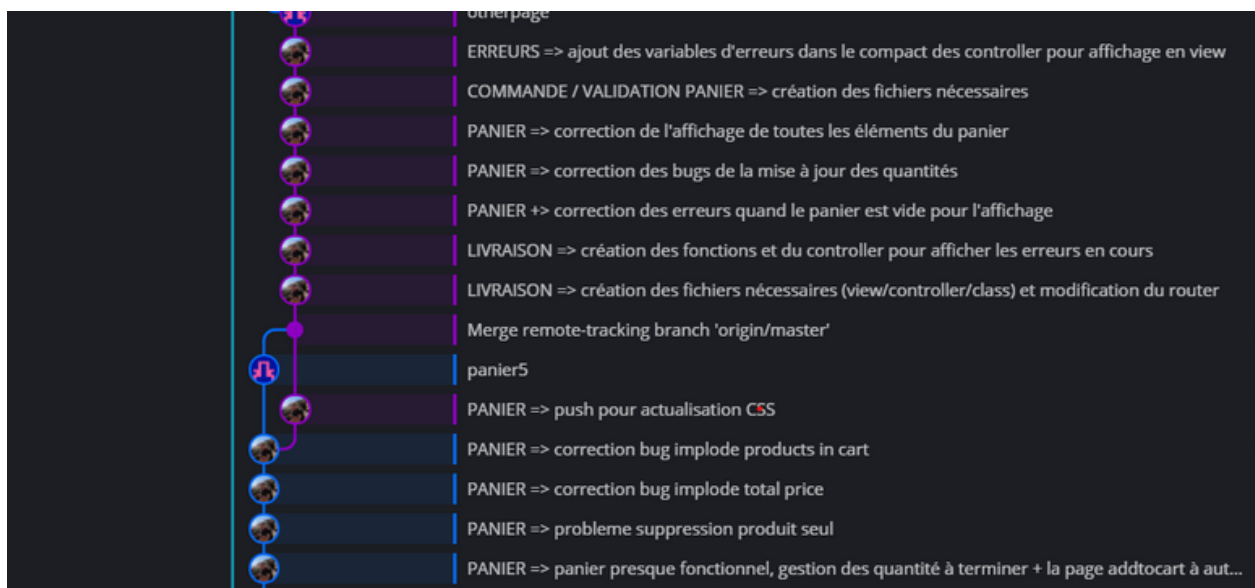 otherpage
ERREURS => ajout des variables d'erreurs dans le compact des controller pour affichage en view
COMMANDE / VALIDATION PANIER => création des fichiers nécessaires
PANIER => correction de l'affichage de toutes les éléments du panier
PANIER => correction des bugs de la mise à jour des quantités
PANIER +> correction des erreurs quand le panier est vide pour l'affichage
LIVRAISON => création des fonctions et du controller pour afficher les erreurs en cours
LIVRAISON => création des fichiers nécessaires (view/controller/class) et modification du router
Merge remote-tracking branch 'origin/master'
panier5
PANIER => push pour actualisation CSS
PANIER => correction bug implode products in cart
PANIER => correction bug implode total price
PANIER => probleme suppression produit seul
PANIER => panier presque fonctionnel, gestion des quantité à terminer + la page addtocart à aut...